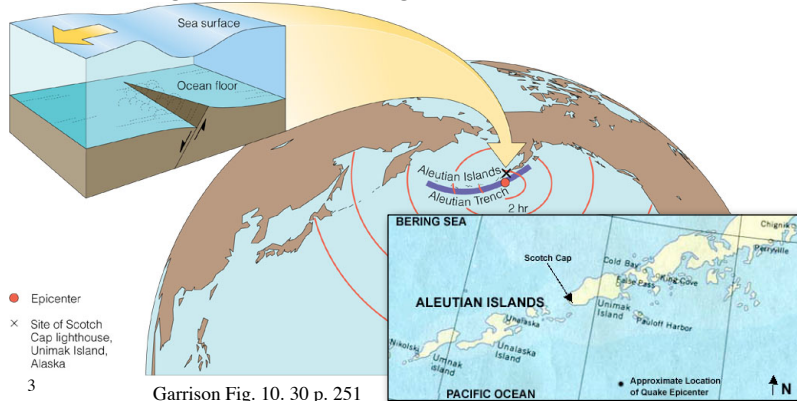 Sea surface
Ocean floor
Aleutian Islands
Aleutian Trench
2 hr
Epicenter
Site of Scotch
Cap lighthouse,
Unimak Island,
Alaska
3
Garrison Fig. 10. 30 p. 251
BERING SEA
Chignik
Perryville
Scotch Cap
Cold Bay
King Cove
False Pass
ALEUTIAN ISLANDS
Unimak
Island
Pauloff Harbor
Unalaska
Nikolski
Unalaska
Island
Umnak
Island
PACIFIC OCEAN
Approximate Location
of Quake Epicenter
N